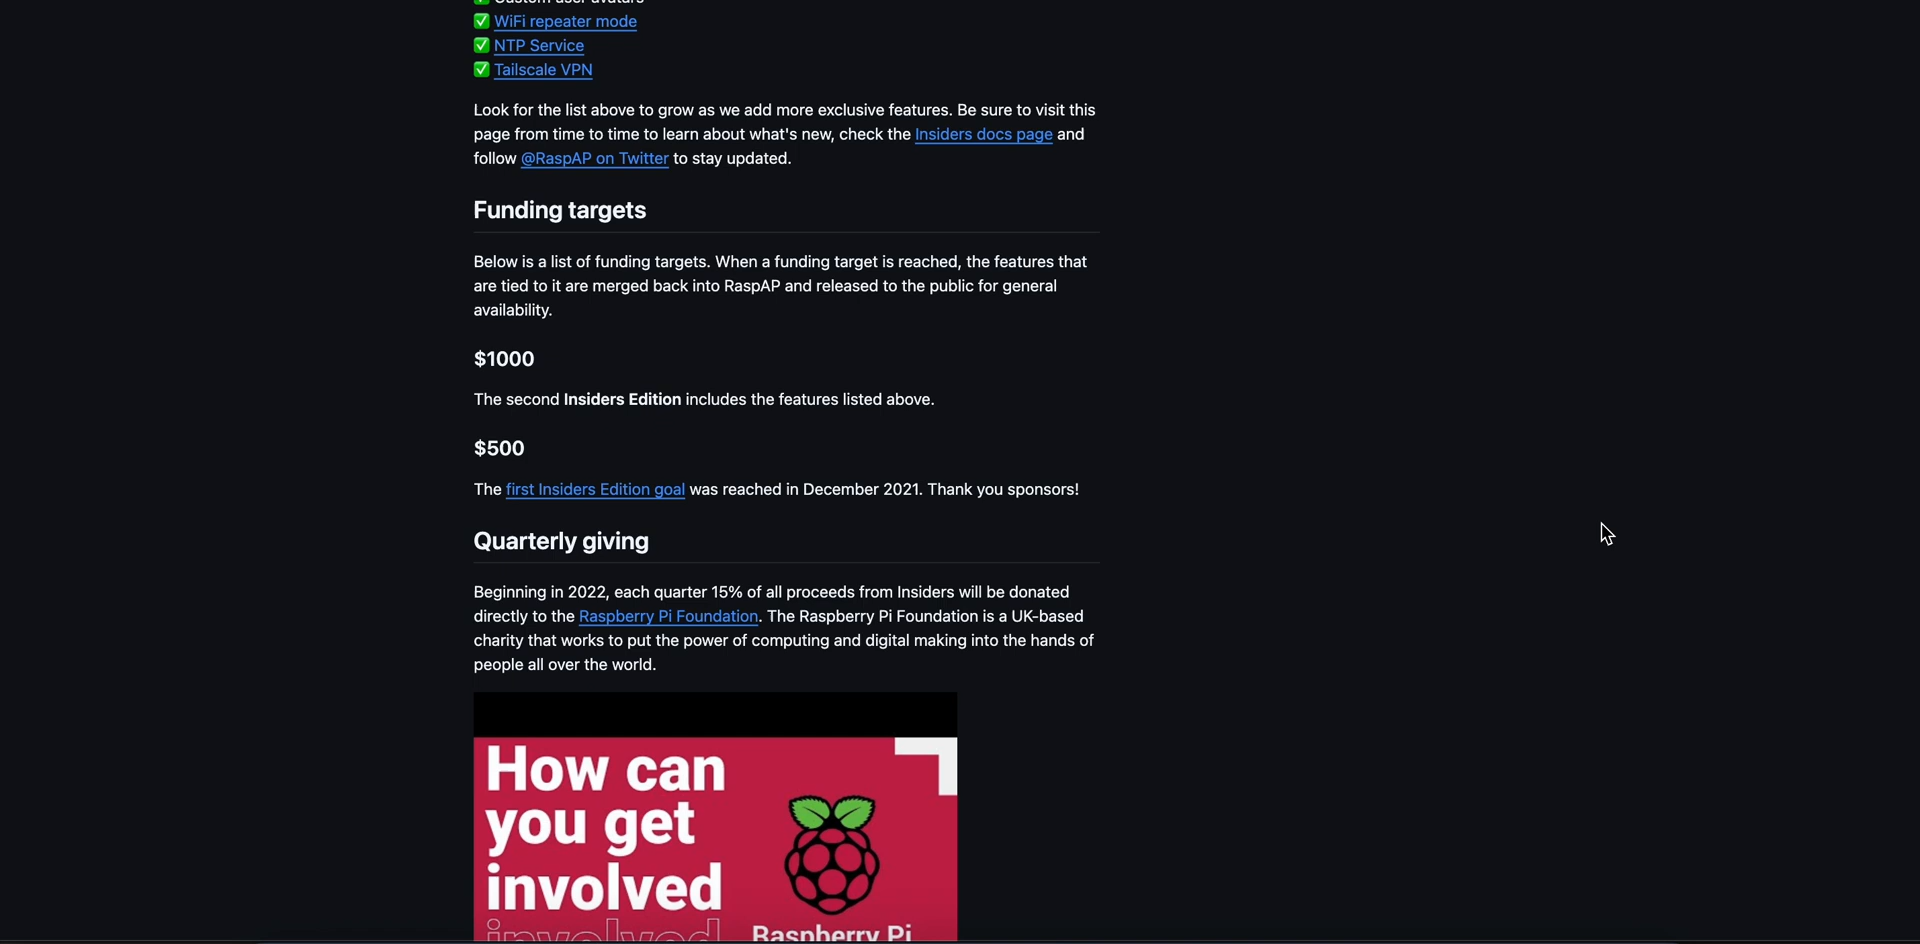 Custom user avatars
✅ WiFi repeater mode
✅ NTP Service
✅ Tailscale VPN
Look for the list above to grow as we add more exclusive features. Be sure to visit this
page from time to time to learn about what's new, check the Insiders docs page and
follow @RaspAP on Twitter to stay updated.
Funding targets
Below is a list of funding targets. When a funding target is reached, the features that
are tied to it are merged back into RaspAP and released to the public for general
availability.
$1000
The second Insiders Edition includes the features listed above.
$500
The first Insiders Edition goal was reached in December 2021. Thank you sponsors!
Quarterly giving
Beginning in 2022, each quarter 15% of all proceeds from Insiders will be donated
directly to the Raspberry Pi Foundation. The Raspberry Pi Foundation is a UK-based
charity that works to put the power of computing and digital making into the hands of
people all over the world.
How can
you get
involved
involved
Raspberry Pi